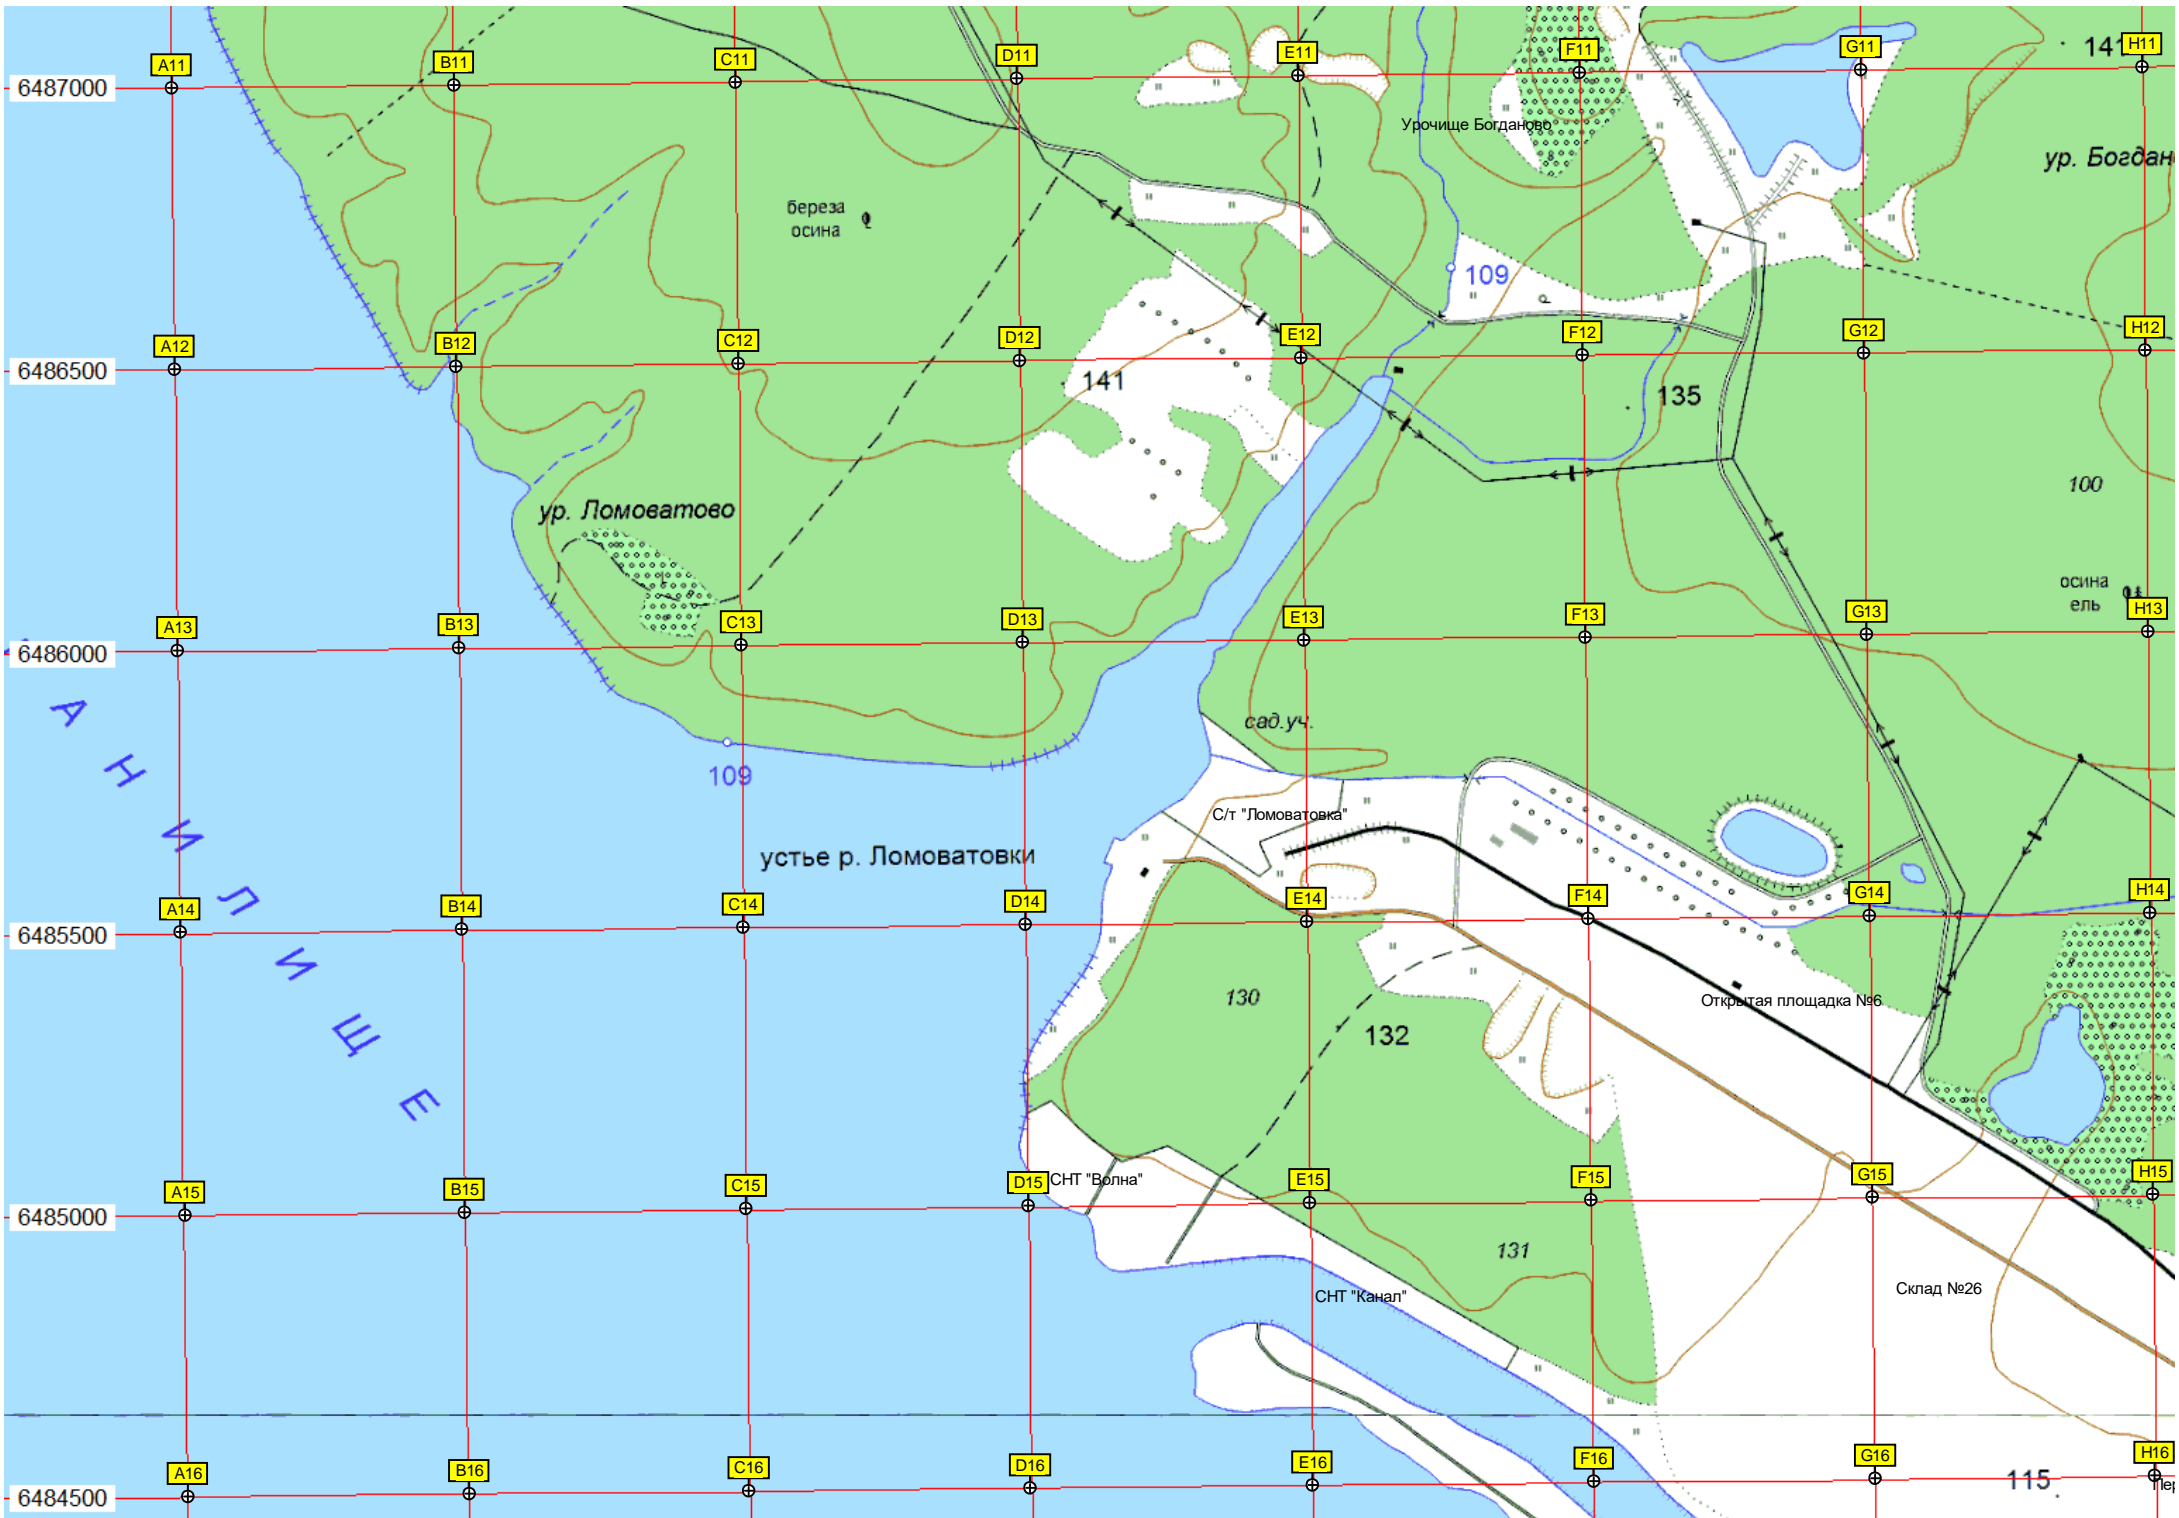 A11 B11 C11 D11 E11 F11 G11 H11
141
6487000
Урочище Богданово
ур. Богдан
береза
осина
109
A12 B12 C12 D12 E12 F12 G12 H12
6486500
141
135
100
ур. Ломоватово
осина
ель
A13 B13 C13 D13 E13 F13 G13 H13
6486000
сад.уч.
109
С/т "Ломоватовка"
устье р. Ломоватовки
A14 B14 C14 D14 E14 F14 G14 H14
6485500
АНИЛИЩЕ
130
132
Открытая площадка №6
СНТ "Волна"
A15 B15 C15 D15 E15 F15 G15 H15
6485000
131
СНТ "Канал"
Склад №26
A16 B16 C16 D16 E16 F16 G16 H16
6484500
115